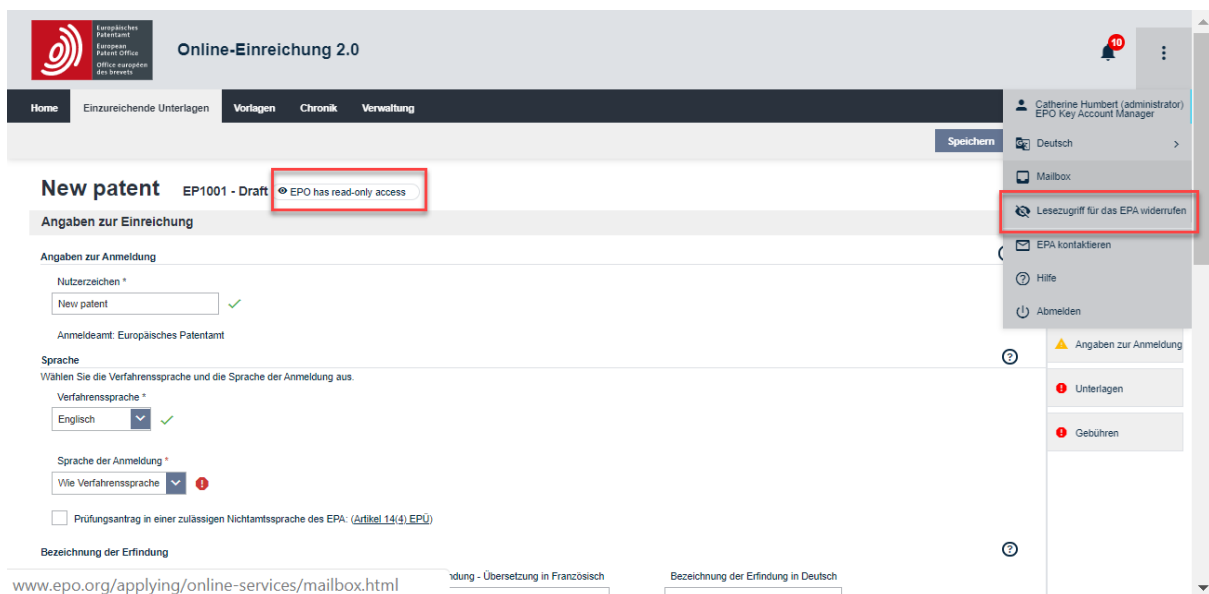 Europäisches
Patentamt
European
Patent Office
Office européen
des brevets
Online-Einreichung 2.0
10
Home Einzureichende Unterlagen Vorlagen Chronik Verwaltung
Catherine Humbert (administrator)
EPO Key Account Manager
Speichern
Deutsch
Mailbox
New patent EP1001 - Draft EPO has read-only access
Lesezugriff für das EPA widerrufen
Angaben zur Einreichung
EPA kontaktieren
Angaben zur Anmeldung
Hilfe
Nutzerzeichen *
New patent
Abmelden
Anmeldeamt: Europäisches Patentamt
Angaben zur Anmeldung
Sprache
Wählen Sie die Verfahrenssprache und die Sprache der Anmeldung aus.
Unterlagen
Verfahrenssprache *
Englisch
Gebühren
Sprache der Anmeldung *
Wie Verfahrenssprache
Prüfungsantrag in einer zulässigen Nichtamtssprache des EPA: (Artikel 14(4) EPÜ)
Bezeichnung der Erfindung
Übersetzung in Französisch Bezeichnung der Erfindung in Deutsch
www.epo.org/applying/online-services/mailbox.html